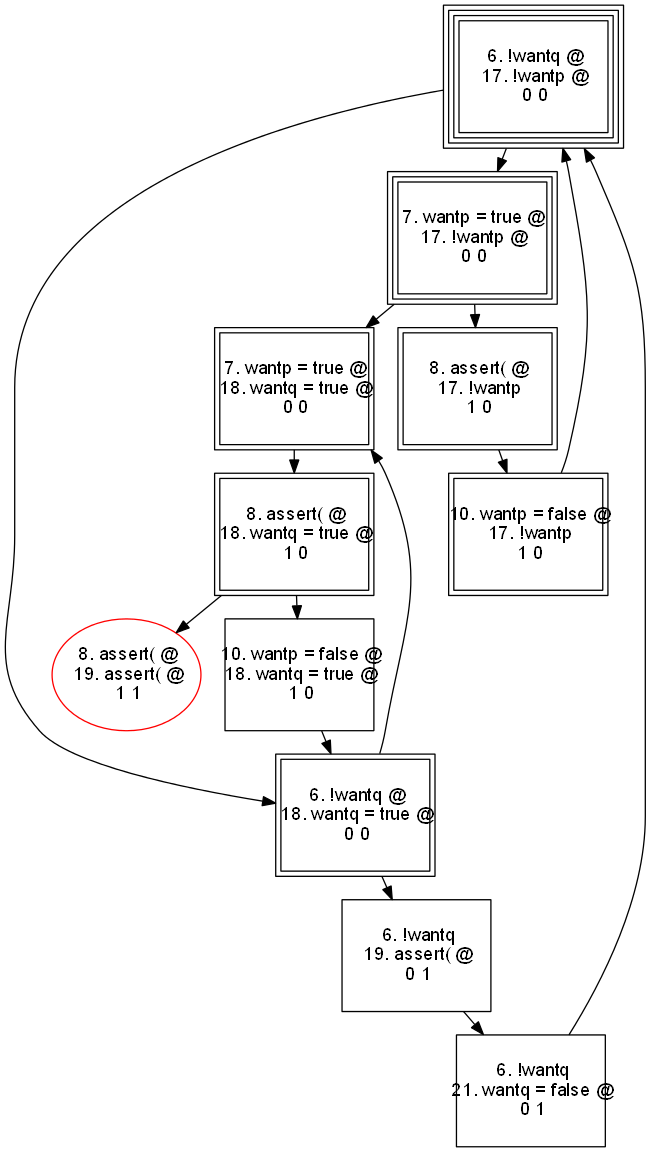 6. !wantq @
17. !wantp @
0 0
7. wantp = true @
17. !wantp @
0 0
7. wantp = true @
18. wantq = true @
0 0
8. assert( @
17. !wantp
1 0
8. assert( @
18. wantq = true @
1 0
10. wantp = false @
17. !wantp
1 0
8. assert( @
19. assert( @
1 1
10. wantp = false @
18. wantq = true @
1 0
6. !wantq @
18. wantq = true @
0 0
6. !wantq
19. assert( @
0 1
6. !wantq
21. wantq = false @
0 1